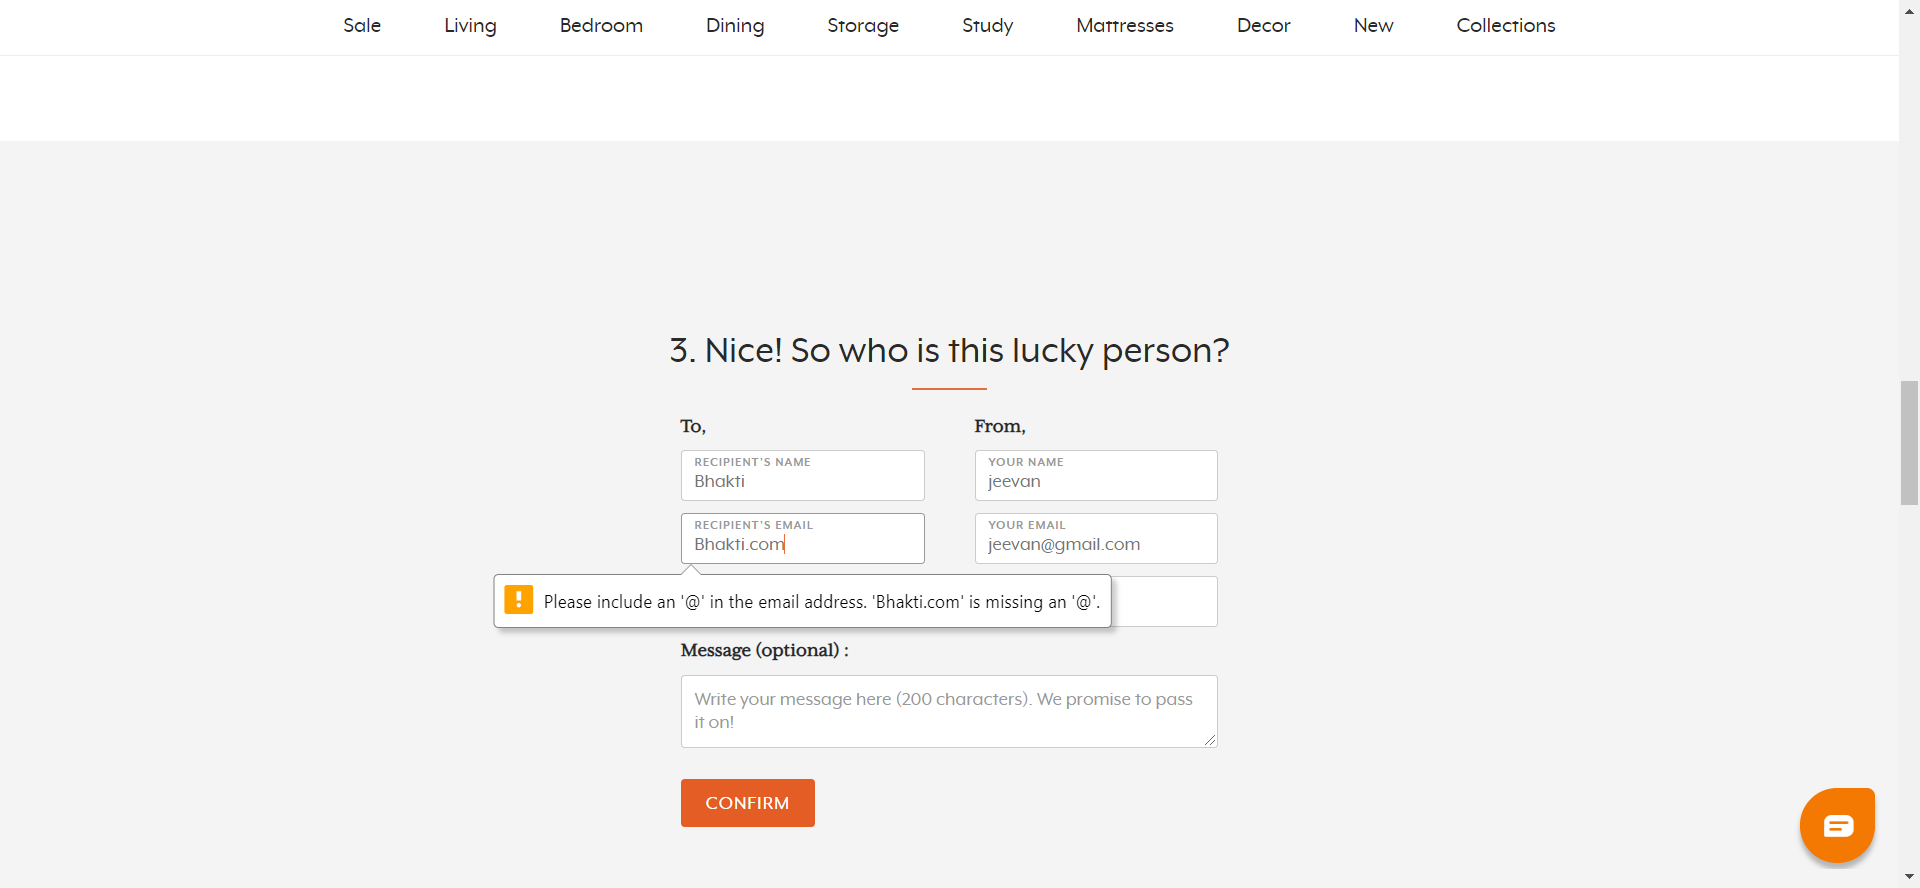 Sale Living Bedroom Dining Storage Study Mattresses Decor New Collections
3. Nice! So who is this lucky person?
To,
From,
RECIPIENT'S NAME
Bhakti
YOUR NAME
jeevan
RECIPIENT'S EMAIL
Bhakti.com
YOUR EMAIL
jeevan@gmail.com
Please include an '@' in the email address. 'Bhakti.com' is missing an '@'.
Message (optional) :
Write your message here (200 characters). We promise to pass
it on!
CONFIRM